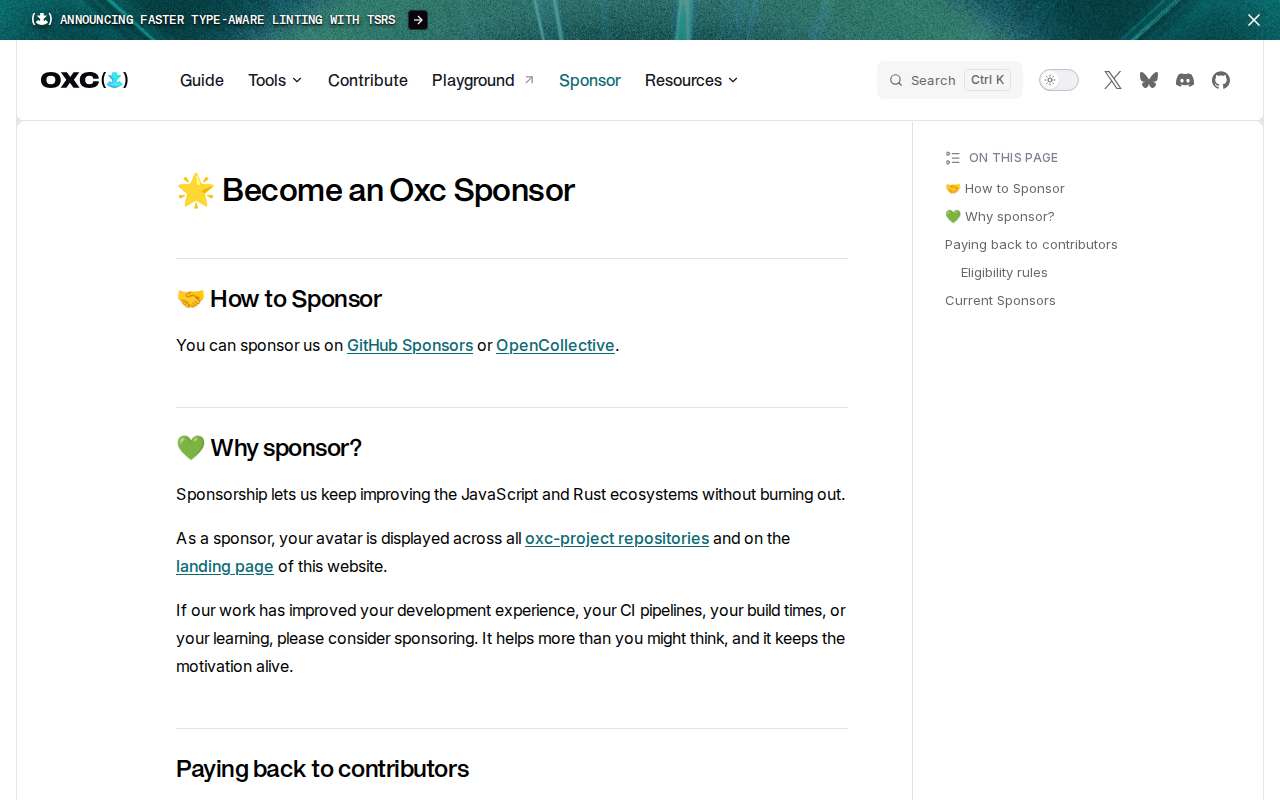 ANNOUNCING FASTER TYPE-AWARE LINTING WITH TSRS
OXC
Guide
Tools
Contribute
Playground
Sponsor
Resources
Search
Ctrl K
🌟 Become an Oxc Sponsor
🤝 How to Sponsor
You can sponsor us on GitHub Sponsors or OpenCollective.
💚 Why sponsor?
Sponsorship lets us keep improving the JavaScript and Rust ecosystems without burning out.
As a sponsor, your avatar is displayed across all oxc-project repositories and on the
landing page of this website.
If our work has improved your development experience, your CI pipelines, your build times, or
your learning, please consider sponsoring. It helps more than you might think, and it keeps the
motivation alive.
Paying back to contributors
ON THIS PAGE
🤝 How to Sponsor
💚 Why sponsor?
Paying back to contributors
Eligibility rules
Current Sponsors